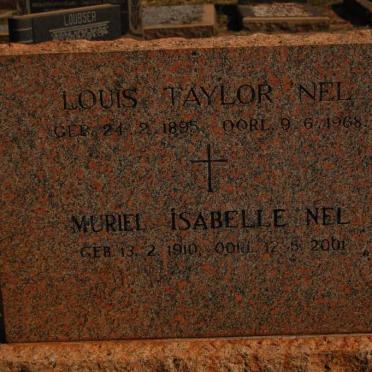 LOUBSER
LOUIS TAYLOR NEL
GEB. 24. 2. 1895. OORL. 9. 6. 1968.
MURIEL ISABELLE NEL
GEB. 13. 2. 1910. OORL. 12. 5. 2001